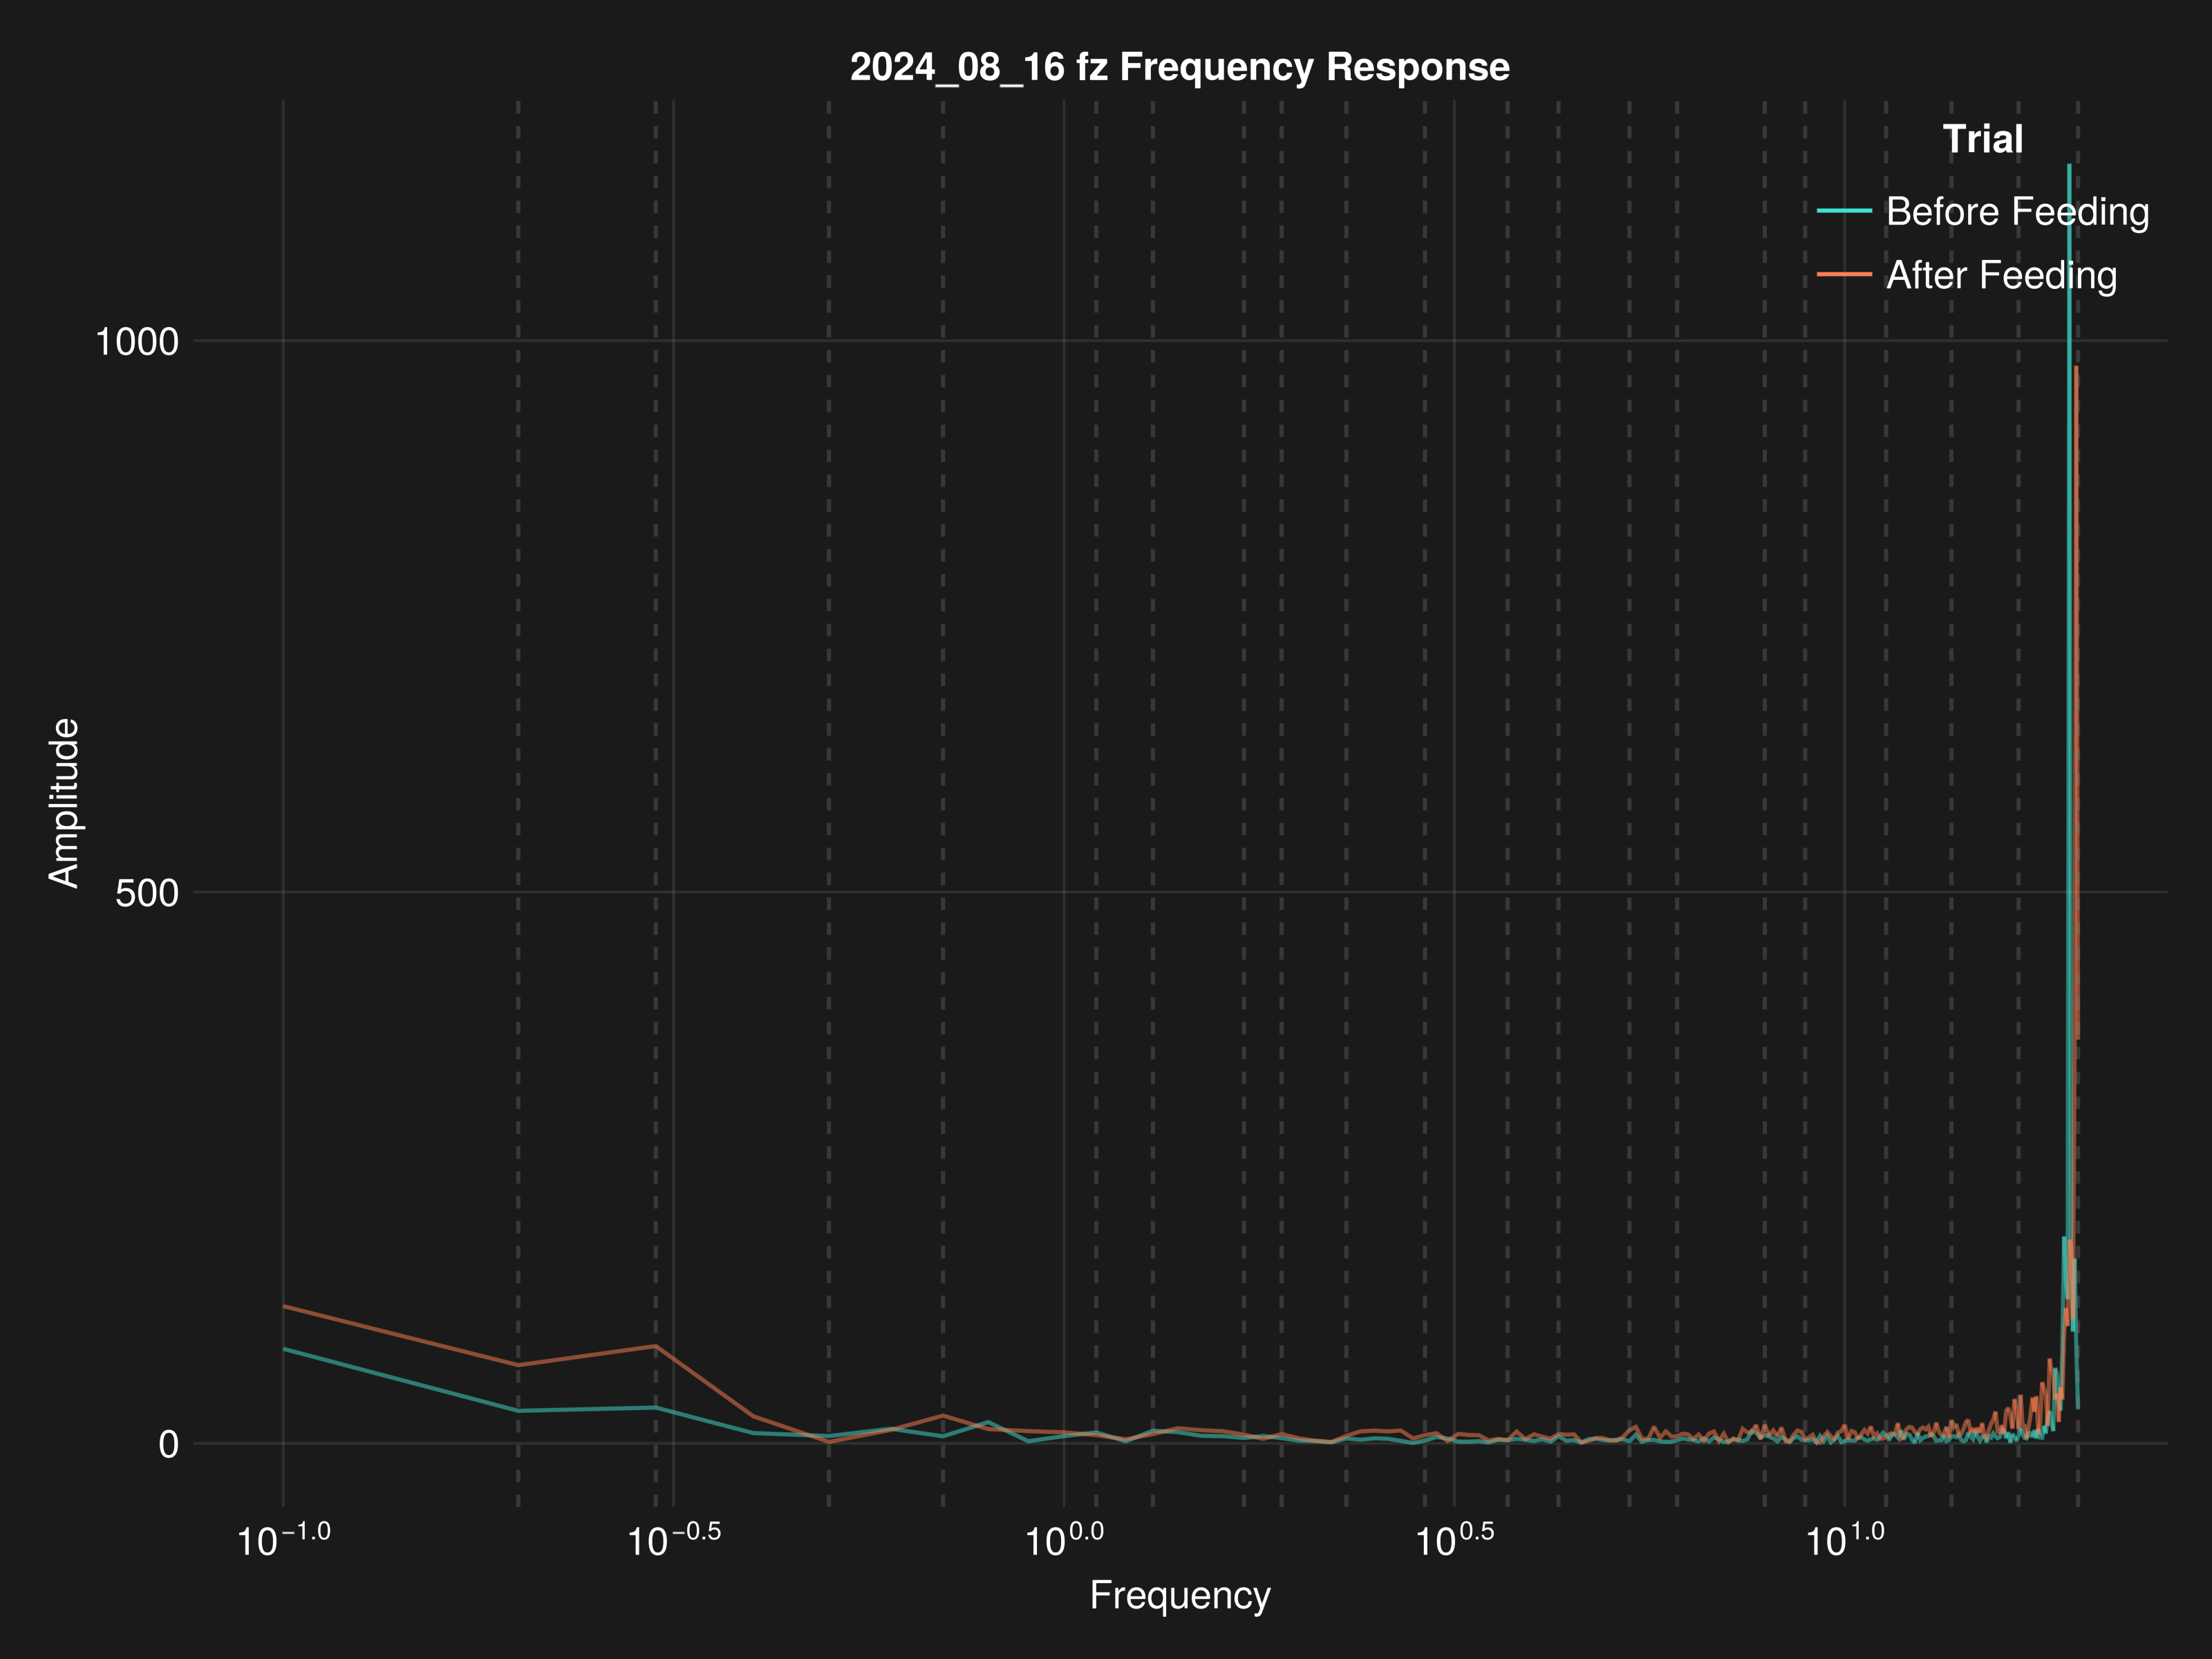 2024_08_16 fz Frequency Response
Trial
Before Feeding
After Feeding
1000
500
0
Amplitude
10−1.0
10−0.5
100.0
100.5
101.0
Frequency